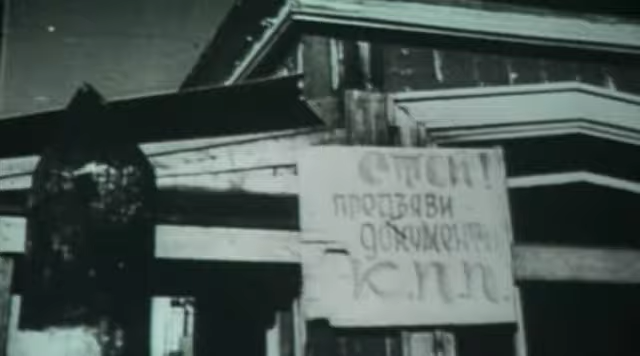 СТОЙ!
предъяви
документы
К.П.П.